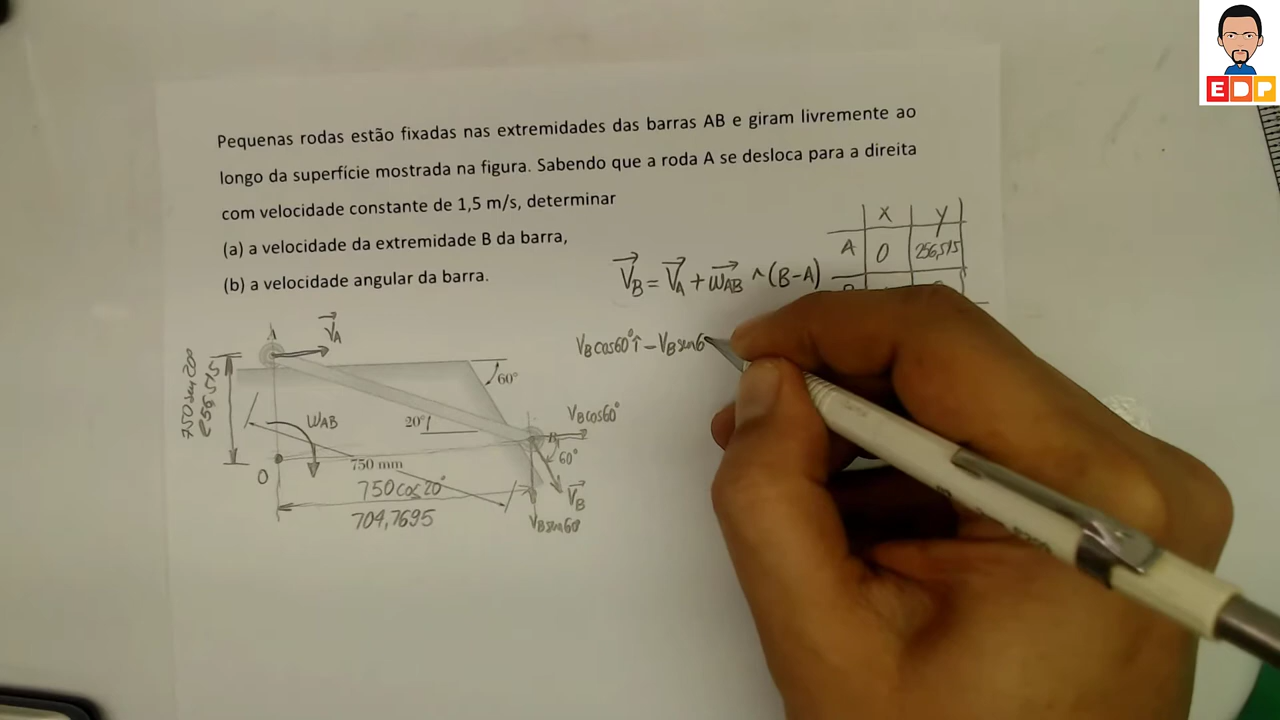 EDP
Pequenas rodas estão fixadas nas extremidades das barras AB e giram livremente ao
longo da superfície mostrada na figura. Sabendo que a roda A se desloca para a direita
com velocidade constante de 1,5 m/s, determinar
(a) a velocidade da extremidade B da barra,
(b) a velocidade angular da barra.
X Y
A 0 256,515
V⃗B = V⃗A + ω⃗AB ^ (B-A)
VBcos60° î - VBsen6
A
V⃗A
60°
750sen20
256,515
WAB
20°
VBcos60°
B
60°
O
750 mm
750cos20°
704,7695
V⃗B
VBsen60